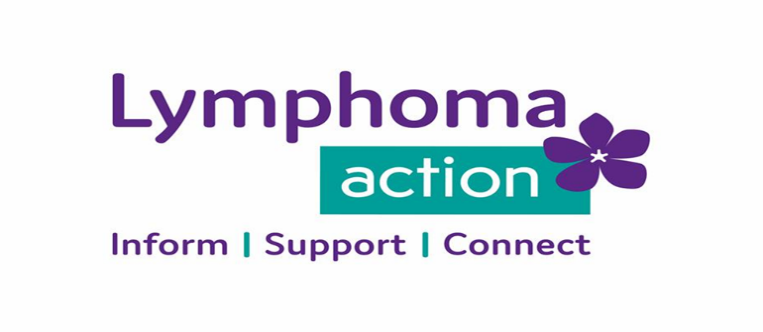 Lymphoma
action
Inform | Support | Connect